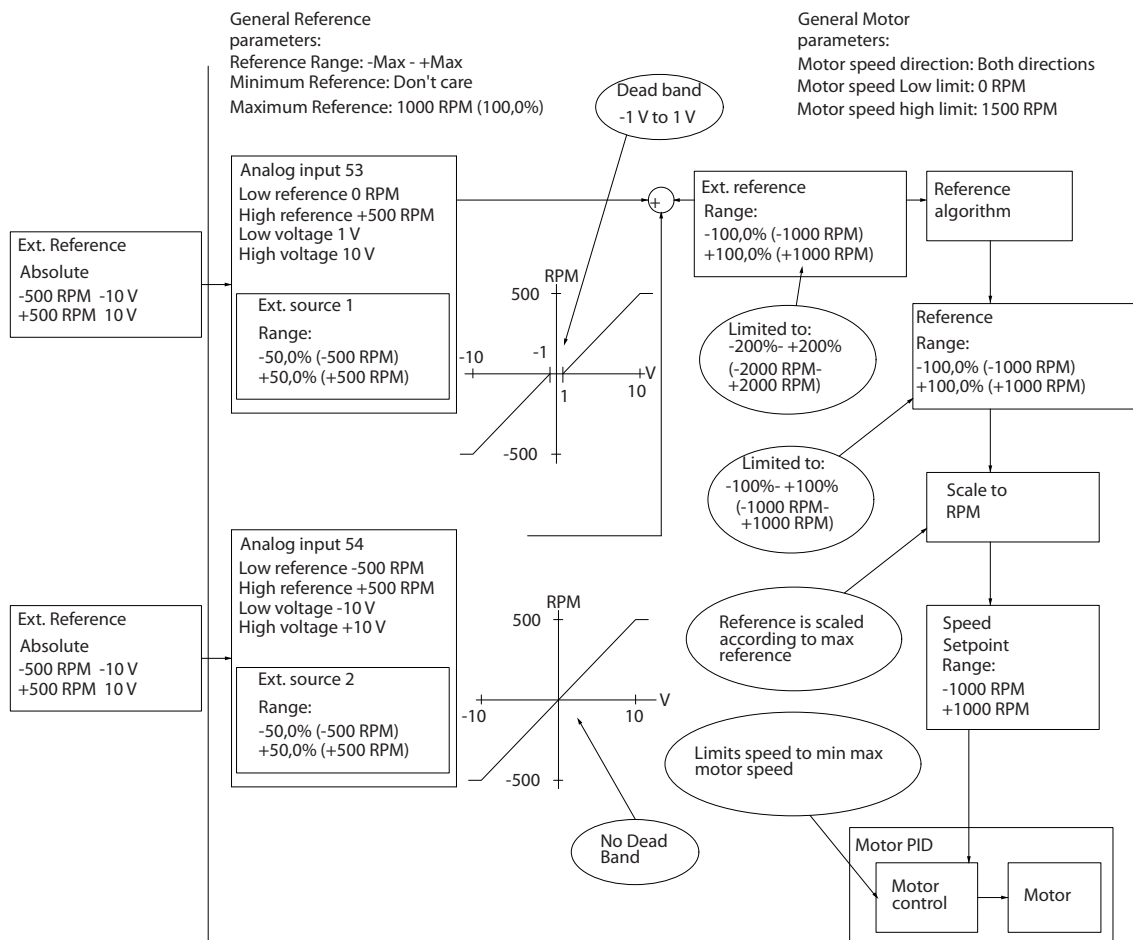 General Reference
parameters:
Reference Range: -Max - +Max
Minimum Reference: Don't care
Maximum Reference: 1000 RPM (100,0%)
General Motor
parameters:
Motor speed direction: Both directions
Motor speed Low limit: 0 RPM
Motor speed high limit: 1500 RPM
Dead band
-1 V to 1 V
Ext. Reference
Absolute
-500 RPM -10 V
+500 RPM 10 V
Analog input 53
Low reference 0 RPM
High reference +500 RPM
Low voltage 1 V
High voltage 10 V
Ext. source 1
Range:
-50,0% (-500 RPM)
+50,0% (+500 RPM)
RPM
500
-10
-1
V
1
10
-500
+
Ext. reference
Range:
-100,0% (-1000 RPM)
+100,0% (+1000 RPM)
Reference
algorithm
Limited to:
-200%- +200%
(-2000 RPM-
+2000 RPM)
Reference
Range:
-100,0% (-1000 RPM)
+100,0% (+1000 RPM)
Limited to:
-100%- +100%
(-1000 RPM-
+1000 RPM)
Scale to
RPM
Ext. Reference
Absolute
-500 RPM -10 V
+500 RPM 10 V
Analog input 54
Low reference -500 RPM
High reference +500 RPM
Low voltage -10 V
High voltage +10 V
Ext. source 2
Range:
-50,0% (-500 RPM)
+50,0% (+500 RPM)
RPM
500
V
-10
10
-500
No Dead
Band
Reference is scaled
according to max
reference
Speed
Setpoint
Range:
-1000 RPM
+1000 RPM
Limits speed to min max
motor speed
Motor PID
Motor
control
Motor